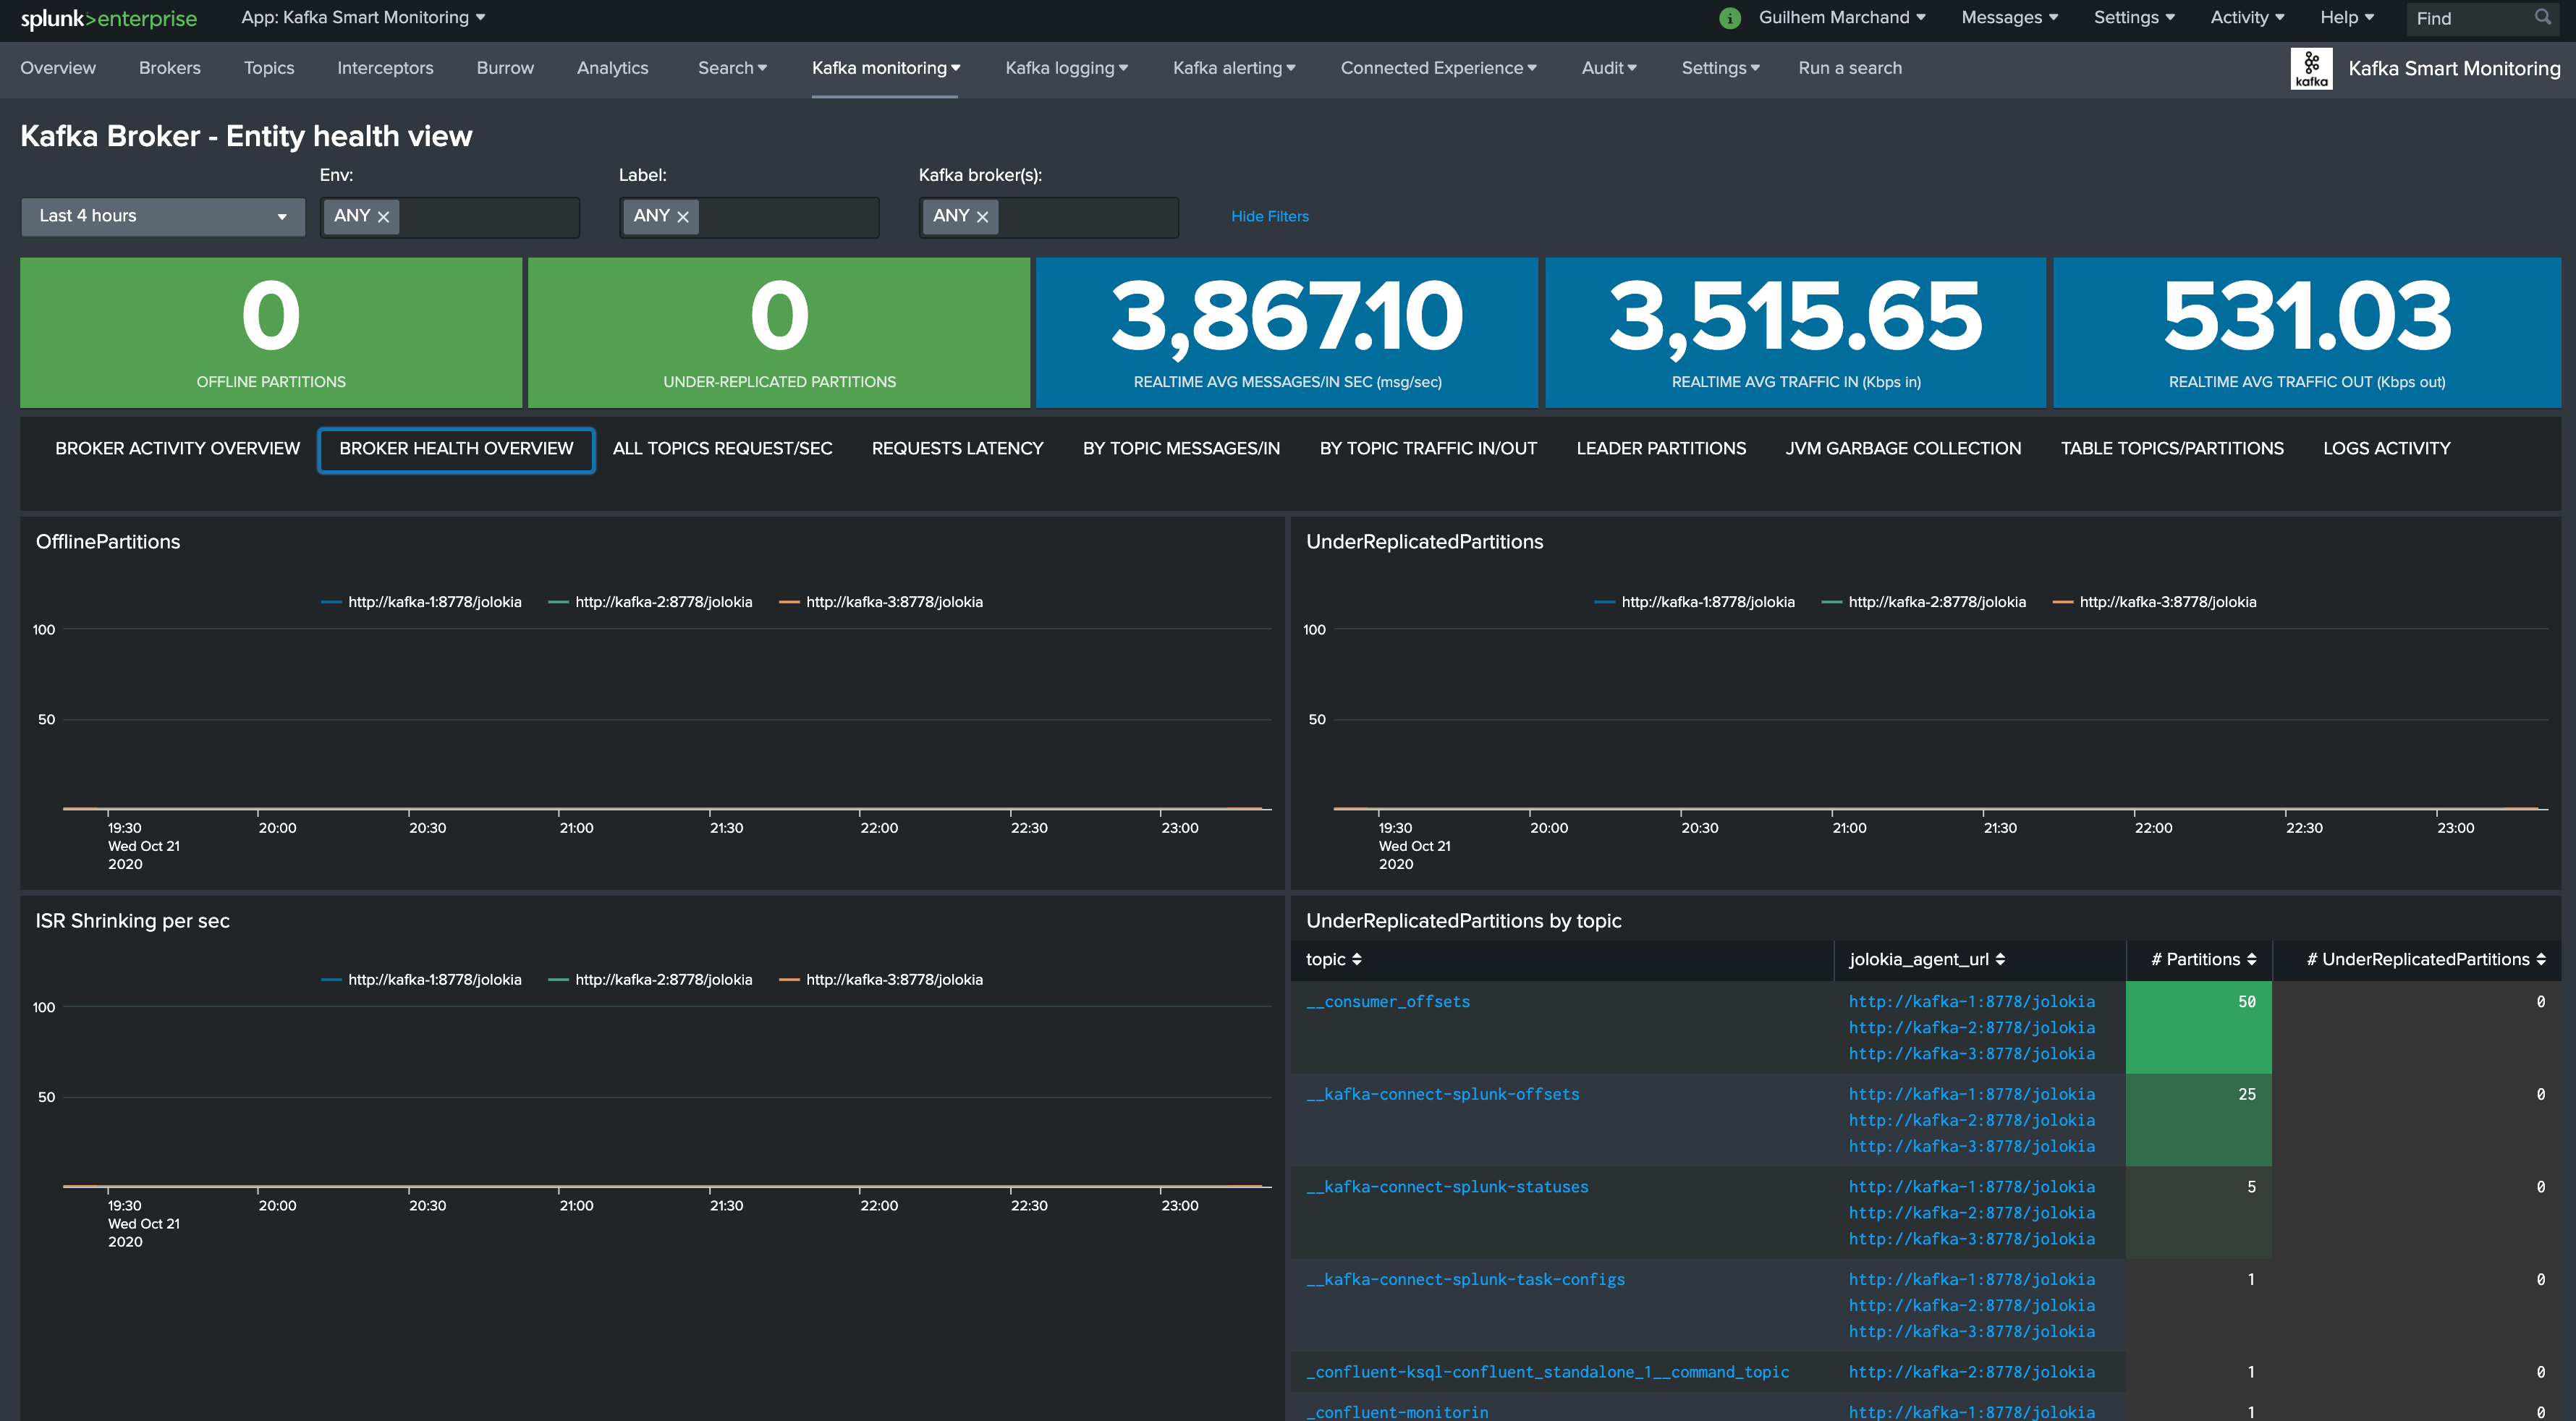 splunk>enterprise App: Kafka Smart Monitoring i Guilhem Marchand Messages Settings Activity Help Find
Overview Brokers Topics Interceptors Burrow Analytics Search Kafka monitoring Kafka logging Kafka alerting Connected Experience Audit Settings Run a search kafka Kafka Smart Monitoring
Kafka Broker - Entity health view
Env: Label: Kafka broker(s):
Last 4 hours ANY ANY ANY Hide Filters
0 0 3,867.10 3,515.65 531.03
OFFLINE PARTITIONS UNDER-REPLICATED PARTITIONS REALTIME AVG MESSAGES/IN SEC (msg/sec) REALTIME AVG TRAFFIC IN (Kbps in) REALTIME AVG TRAFFIC OUT (Kbps out)
BROKER ACTIVITY OVERVIEW BROKER HEALTH OVERVIEW ALL TOPICS REQUEST/SEC REQUESTS LATENCY BY TOPIC MESSAGES/IN BY TOPIC TRAFFIC IN/OUT LEADER PARTITIONS JVM GARBAGE COLLECTION TABLE TOPICS/PARTITIONS LOGS ACTIVITY
OfflinePartitions
http://kafka-1:8778/jolokia http://kafka-2:8778/jolokia http://kafka-3:8778/jolokia
100
50
19:30 20:00 20:30 21:00 21:30 22:00 22:30 23:00
Wed Oct 21
2020
UnderReplicatedPartitions
http://kafka-1:8778/jolokia http://kafka-2:8778/jolokia http://kafka-3:8778/jolokia
100
50
19:30 20:00 20:30 21:00 21:30 22:00 22:30 23:00
Wed Oct 21
2020
ISR Shrinking per sec
http://kafka-1:8778/jolokia http://kafka-2:8778/jolokia http://kafka-3:8778/jolokia
100
50
19:30 20:00 20:30 21:00 21:30 22:00 22:30 23:00
Wed Oct 21
2020
UnderReplicatedPartitions by topic
topic jolokia_agent_url # Partitions # UnderReplicatedPartitions
__consumer_offsets http://kafka-1:8778/jolokia 50 0
http://kafka-2:8778/jolokia
http://kafka-3:8778/jolokia
__kafka-connect-splunk-offsets http://kafka-1:8778/jolokia 25 0
http://kafka-2:8778/jolokia
http://kafka-3:8778/jolokia
__kafka-connect-splunk-statuses http://kafka-1:8778/jolokia 5 0
http://kafka-2:8778/jolokia
http://kafka-3:8778/jolokia
__kafka-connect-splunk-task-configs http://kafka-1:8778/jolokia 1 0
http://kafka-2:8778/jolokia
http://kafka-3:8778/jolokia
_confluent-ksql-confluent_standalone_1__command_topic http://kafka-2:8778/jolokia 1 0
_confluent-monitorin http://kafka-1:8778/jolokia 1 0